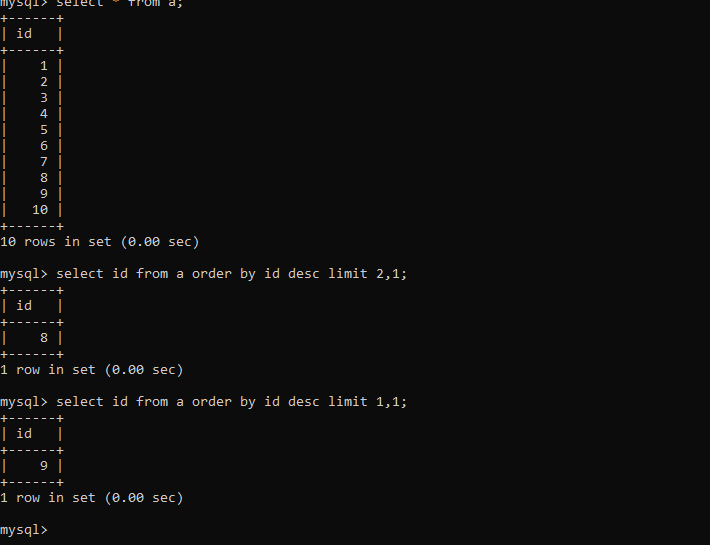 mysql> select * from a;
+------+
| id   |
+------+
|    1 |
|    2 |
|    3 |
|    4 |
|    5 |
|    6 |
|    7 |
|    8 |
|    9 |
|   10 |
+------+
10 rows in set (0.00 sec)
mysql> select id from a order by id desc limit 2,1;
+------+
| id   |
+------+
|    8 |
+------+
1 row in set (0.00 sec)
mysql> select id from a order by id desc limit 1,1;
+------+
| id   |
+------+
|    9 |
+------+
1 row in set (0.00 sec)
mysql>